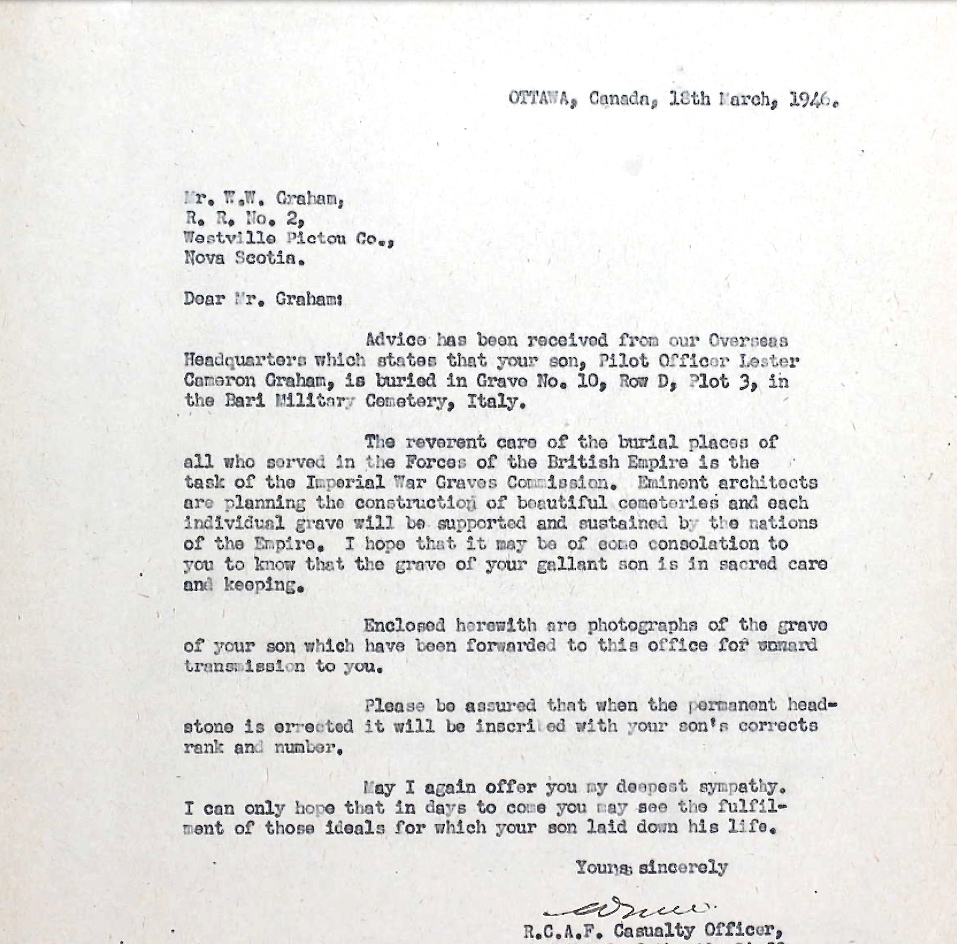 OTTAWA, Canada, 18th March, 1946.
Mr. W.W. Graham,
R. R. No. 2,
Westville Pictou Co.,
Nova Scotia.
Dear Mr. Graham:
Advice has been received from our Overseas
Headquarters which states that your son, Pilot Officer Lester
Cameron Graham, is buried in Grave No. 10, Row D, Plot 3, in
the Bari Military Cemetery, Italy.
The reverent care of the burial places of
all who served in the Forces of the British Empire is the
task of the Imperial War Graves Commission. Eminent architects
are planning the construction of beautiful cemeteries and each
individual grave will be supported and sustained by the nations
of the Empire. I hope that it may be of some consolation to
you to know that the grave of your gallant son is in sacred care
and keeping.
Enclosed herewith are photographs of the grave
of your son which have been forwarded to this office for onward
transmission to you.
Please be assured that when the permanent head-
stone is errected it will be inscribed with your son's corrects
rank and number.
May I again offer you my deepest sympathy.
I can only hope that in days to come you may see the fulfil-
ment of those ideals for which your son laid down his life.
Yours sincerely
R.C.A.F. Casualty Officer,